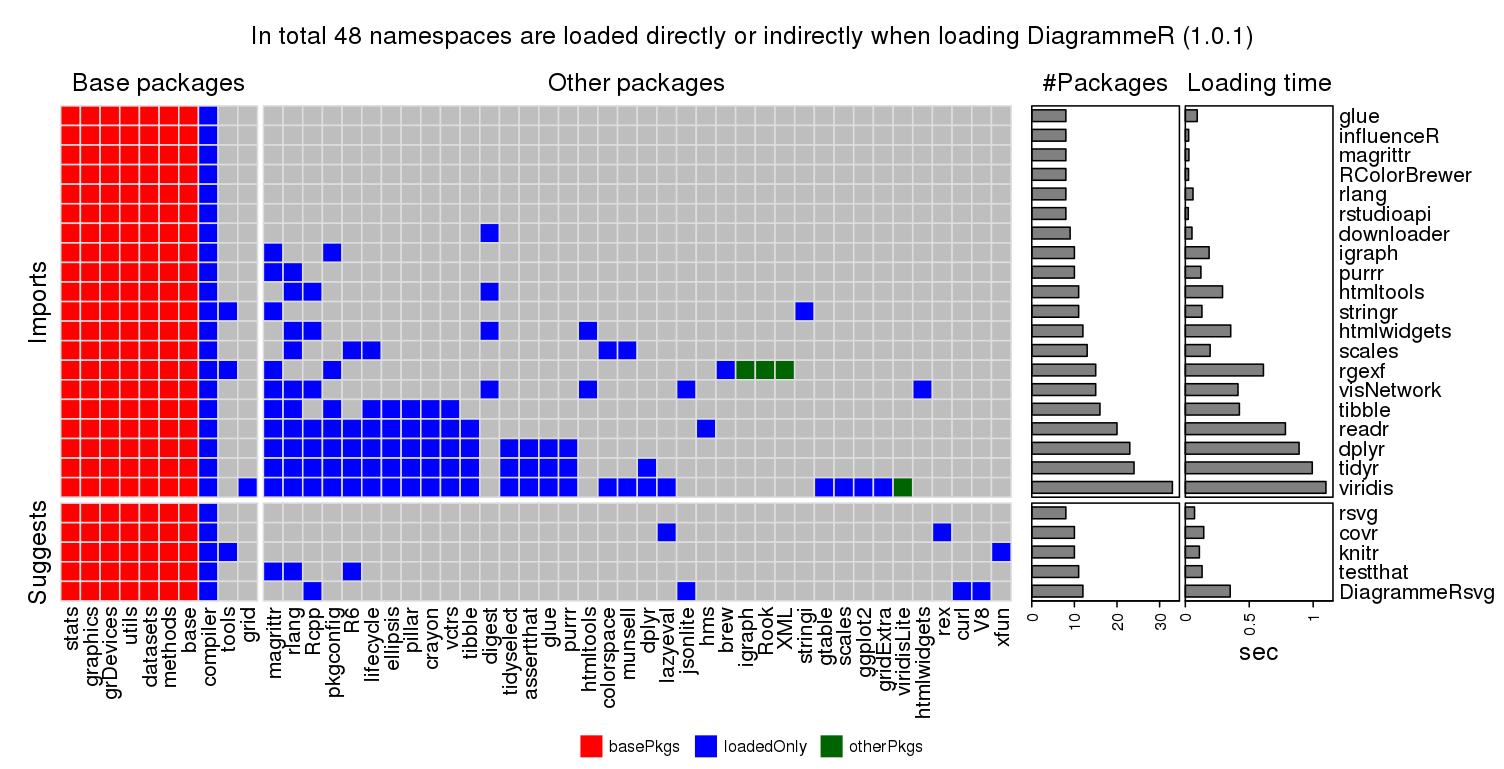 In total 48 namespaces are loaded directly or indirectly when loading DiagrammeR (1.0.1)
Base packages
Other packages
#Packages
Loading time
Imports
glue
influenceR
magrittr
RColorBrewer
rlang
rstudioapi
downloader
igraph
purrr
htmltools
stringr
htmlwidgets
scales
rgexf
visNetwork
tibble
readr
dplyr
tidyr
viridis
Suggests
rsvg
covr
knitr
testthat
DiagrammeRsvg
stats
graphics
grDevices
utils
datasets
methods
base
compiler
tools
grid
magrittr
rlang
Rcpp
pkgconfig
R6
lifecycle
ellipsis
pillar
crayon
vctrs
tibble
digest
tidyselect
assertthat
glue
purrr
htmltools
colorspace
munsell
dplyr
lazyeval
jsonlite
hms
brew
igraph
Rook
XML
stringi
gtable
scales
ggplot2
gridExtra
viridisLite
htmlwidgets
rex
curl
V8
xfun
0
10
20
30
0
0.5
1
sec
basePkgs
loadedOnly
otherPkgs